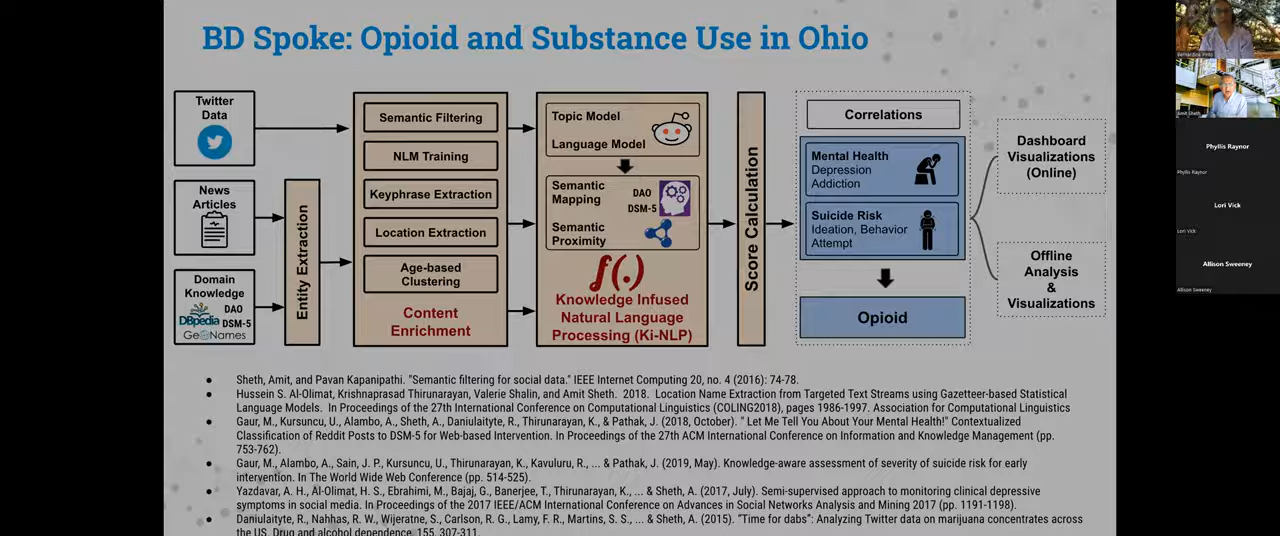 BD Spoke: Opioid and Substance Use in Ohio
Twitter
Data
News
Articles
Domain
Knowledge
DAO
DBpedia
DSM-5
GeoNames
Entity Extraction
Semantic Filtering
NLM Training
Keyphrase Extraction
Location Extraction
Age-based
Clustering
Content
Enrichment
Topic Model
Language Model
Semantic
Mapping
DAO
DSM-5
Semantic
Proximity
f(.)
Knowledge Infused
Natural Language
Processing (Ki-NLP)
Score Calculation
Correlations
Mental Health
Depression
Addiction
Suicide Risk
Ideation, Behavior
Attempt
Opioid
Dashboard
Visualizations
(Online)
Offline
Analysis
&
Visualizations
● Sheth, Amit, and Pavan Kapanipathi. "Semantic filtering for social data." IEEE Internet Computing 20, no. 4 (2016): 74-78.
● Hussein S. Al-Olimat, Krishnaprasad Thirunarayan, Valerie Shalin, and Amit Sheth. 2018. Location Name Extraction from Targeted Text Streams using Gazetteer-based Statistical
Language Models. In Proceedings of the 27th International Conference on Computational Linguistics (COLING2018), pages 1986-1997. Association for Computational Linguistics
● Gaur, M., Kursuncu, U., Alambo, A., Sheth, A., Daniulaityte, R., Thirunarayan, K., & Pathak, J. (2018, October). " Let Me Tell You About Your Mental Health!" Contextualized
Classification of Reddit Posts to DSM-5 for Web-based Intervention. In Proceedings of the 27th ACM International Conference on Information and Knowledge Management (pp.
753-762).
● Gaur, M., Alambo, A., Sain, J. P., Kursuncu, U., Thirunarayan, K., Kavuluru, R., ... & Pathak, J. (2019, May). Knowledge-aware assessment of severity of suicide risk for early
intervention. In The World Wide Web Conference (pp. 514-525).
● Yazdavar, A. H., Al-Olimat, H. S., Ebrahimi, M., Bajaj, G., Banerjee, T., Thirunarayan, K., ... & Sheth, A. (2017, July). Semi-supervised approach to monitoring clinical depressive
symptoms in social media. In Proceedings of the 2017 IEEE/ACM International Conference on Advances in Social Networks Analysis and Mining 2017 (pp. 1191-1198).
● Daniulaityte, R., Nahhas, R. W., Wijeratne, S., Carlson, R. G., Lamy, F. R., Martins, S. S., ... & Sheth, A. (2015). "Time for dabs": Analyzing Twitter data on marijuana concentrates across
the US. Drug and alcohol dependence, 155, 307-311.
Amit Sheth
Phyllis Raynor
Phyllis Raynor
Lori Vick
Lori Vick
Allison Sweeney
Allison Sweeney